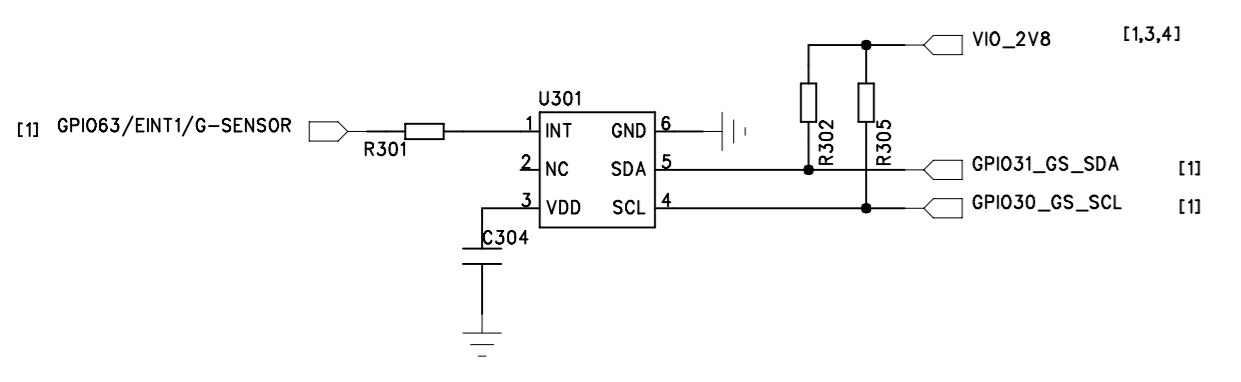 VIO_2V8 [1,3,4]
U301
[1] GPIO63/EINT1/G-SENSOR
R301
1 INT GND 6
2 NC SDA 5
3 VDD SCL 4
R302
R305
GPIO31_GS_SDA [1]
GPIO30_GS_SCL [1]
C304